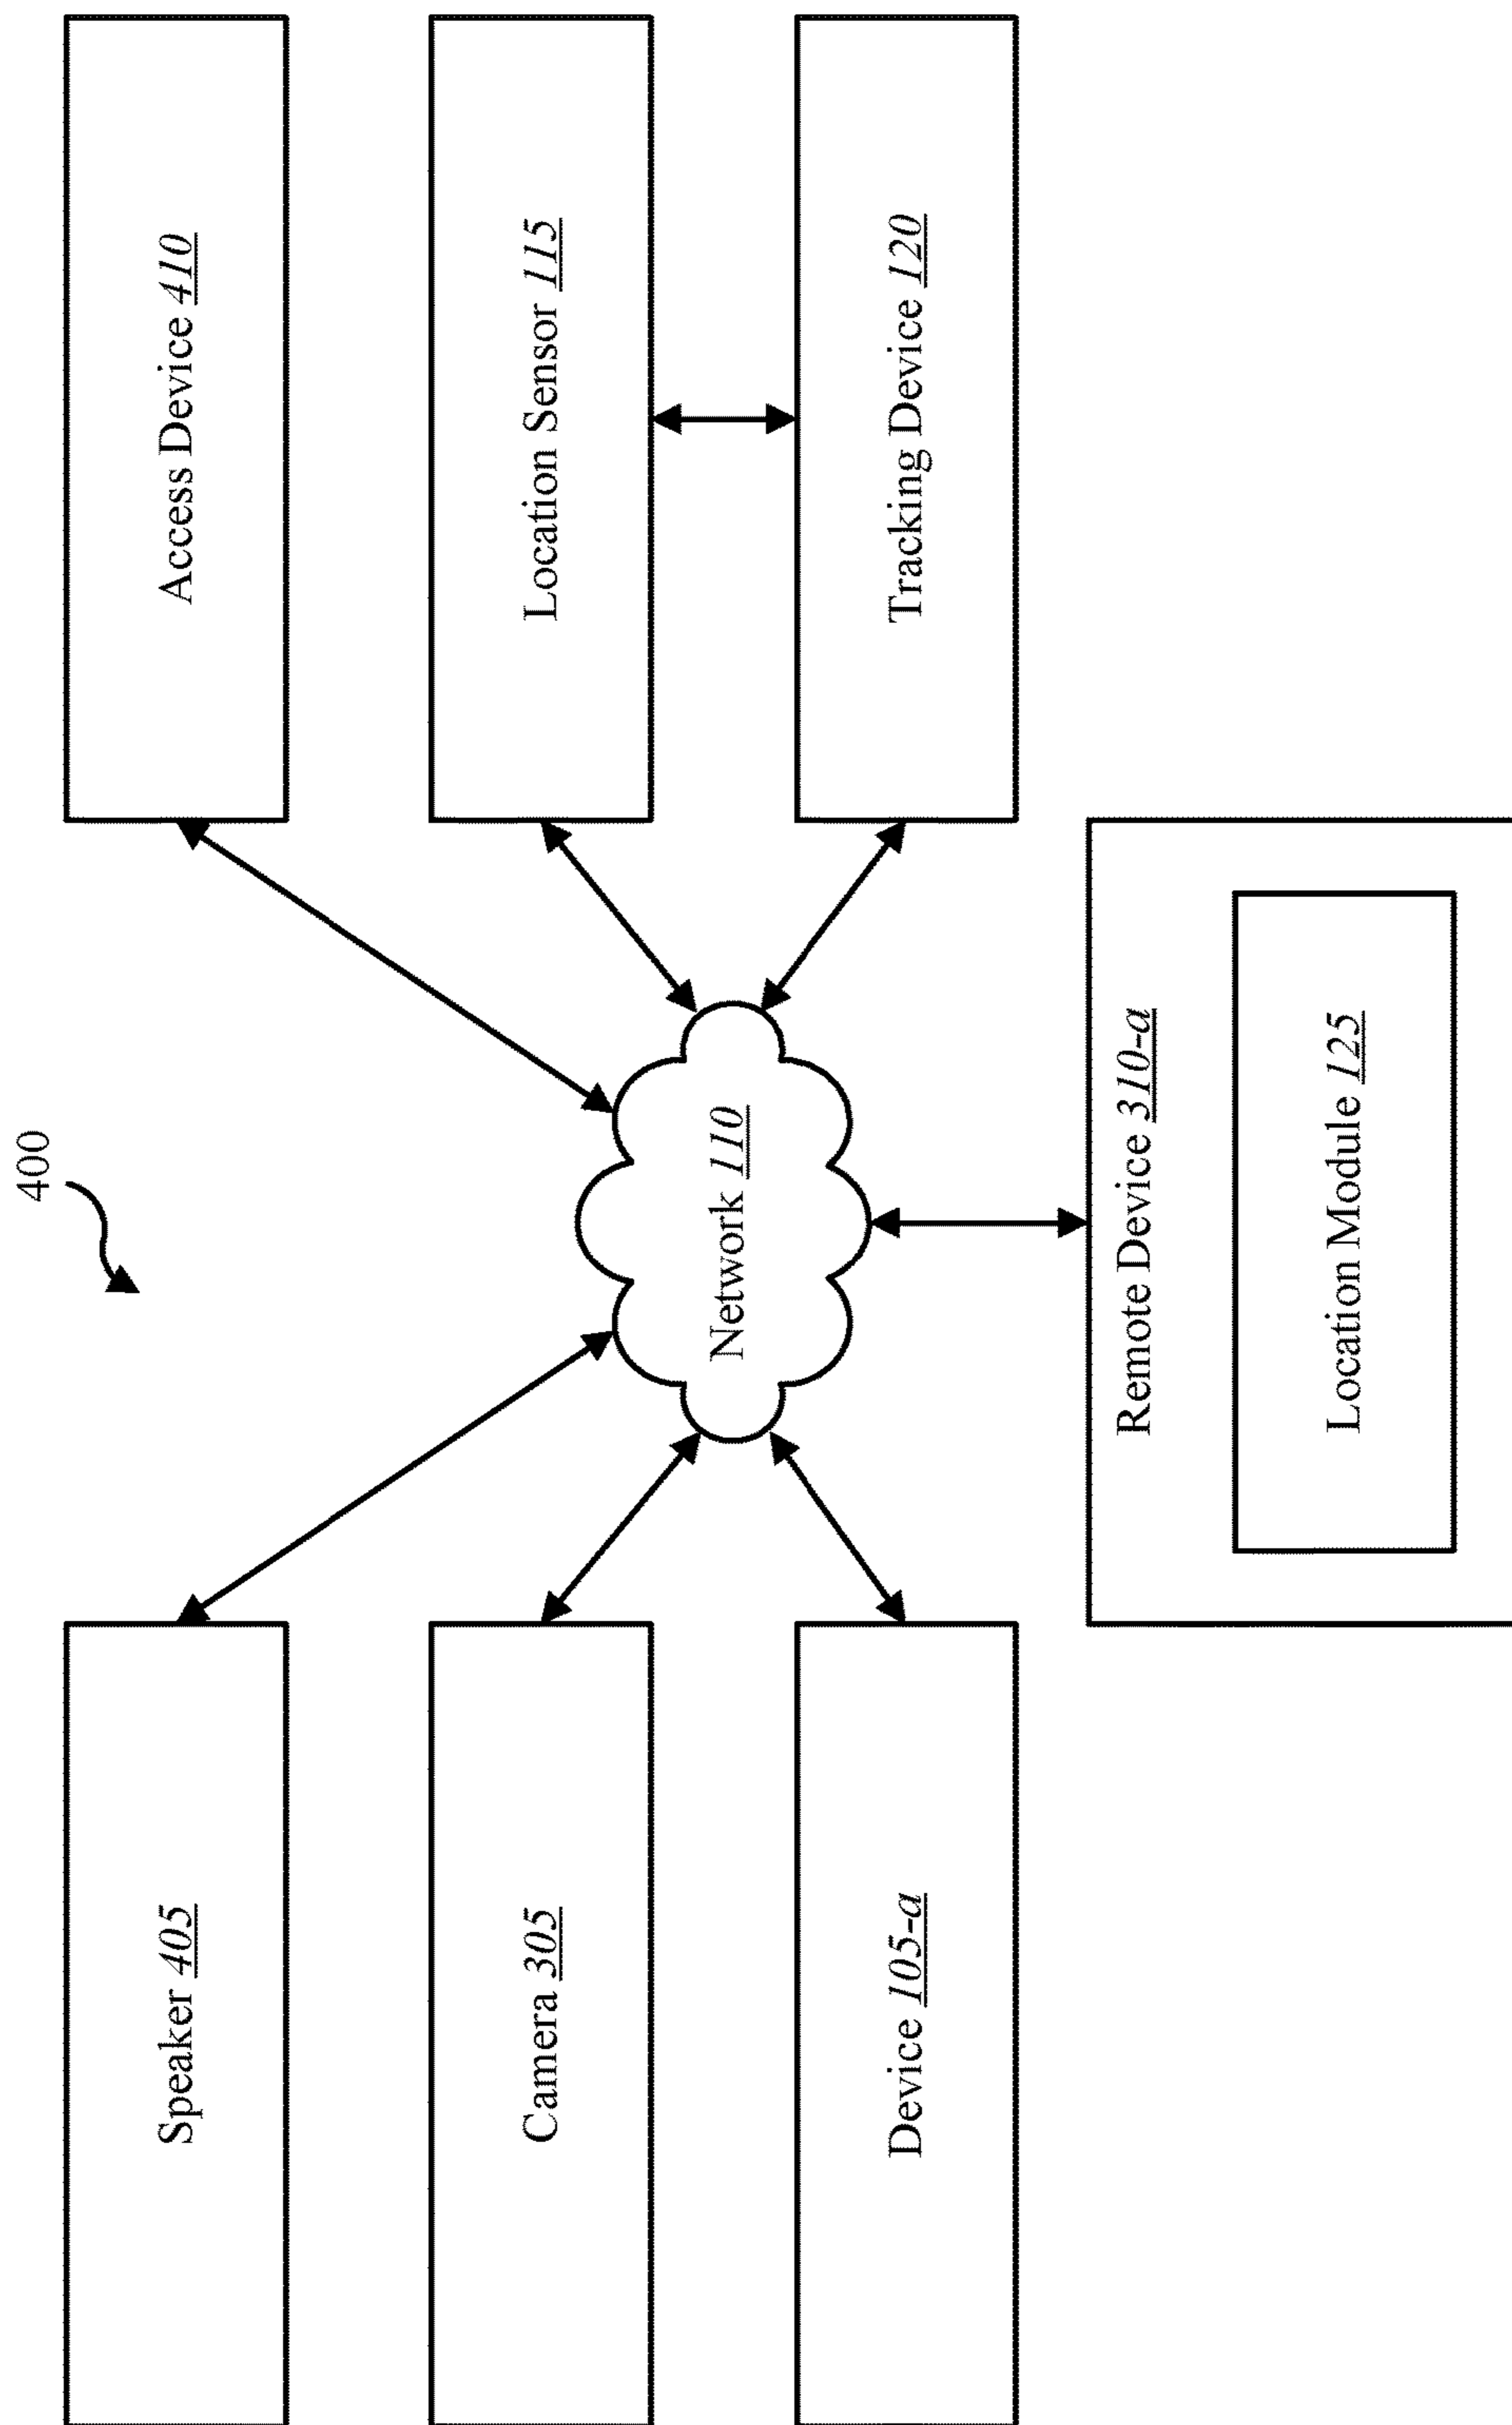 400
Speaker 405
Access Device 410
Camera 305
Network 110
Location Sensor 115
Device 105-a
Tracking Device 120
Remote Device 310-a
Location Module 125